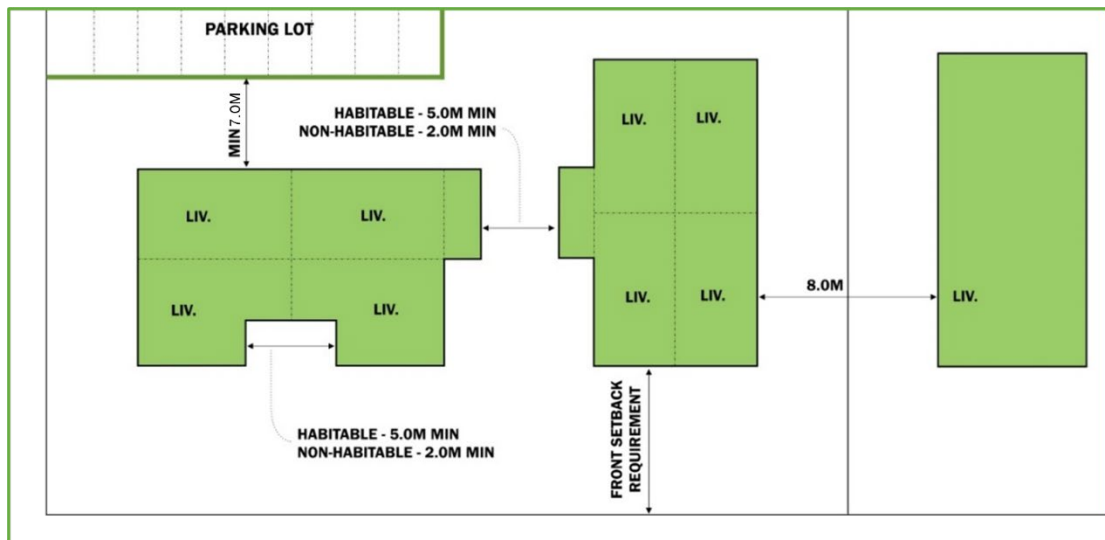 PARKING LOT
MIN 7.0M
HABITABLE - 5.0M MIN
NON-HABITABLE - 2.0M MIN
LIV.
LIV.
LIV.
LIV.
LIV.
LIV.
LIV.
LIV.
8.0M
LIV.
HABITABLE - 5.0M MIN
NON-HABITABLE - 2.0M MIN
FRONT SETBACK
REQUIREMENT